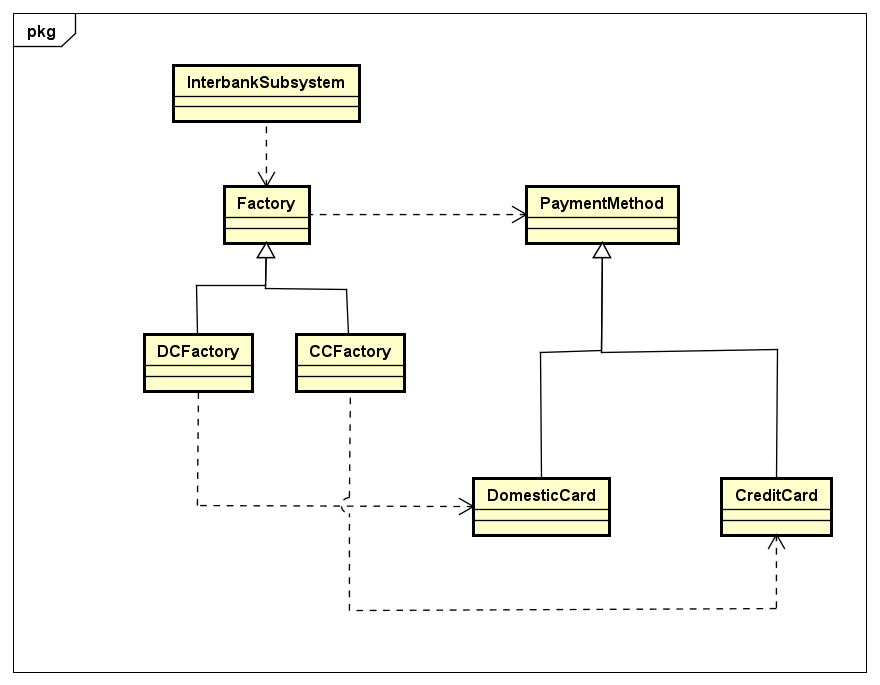 pkg
InterbankSubsystem
Factory
PaymentMethod
DCFactory
CCFactory
DomesticCard
CreditCard